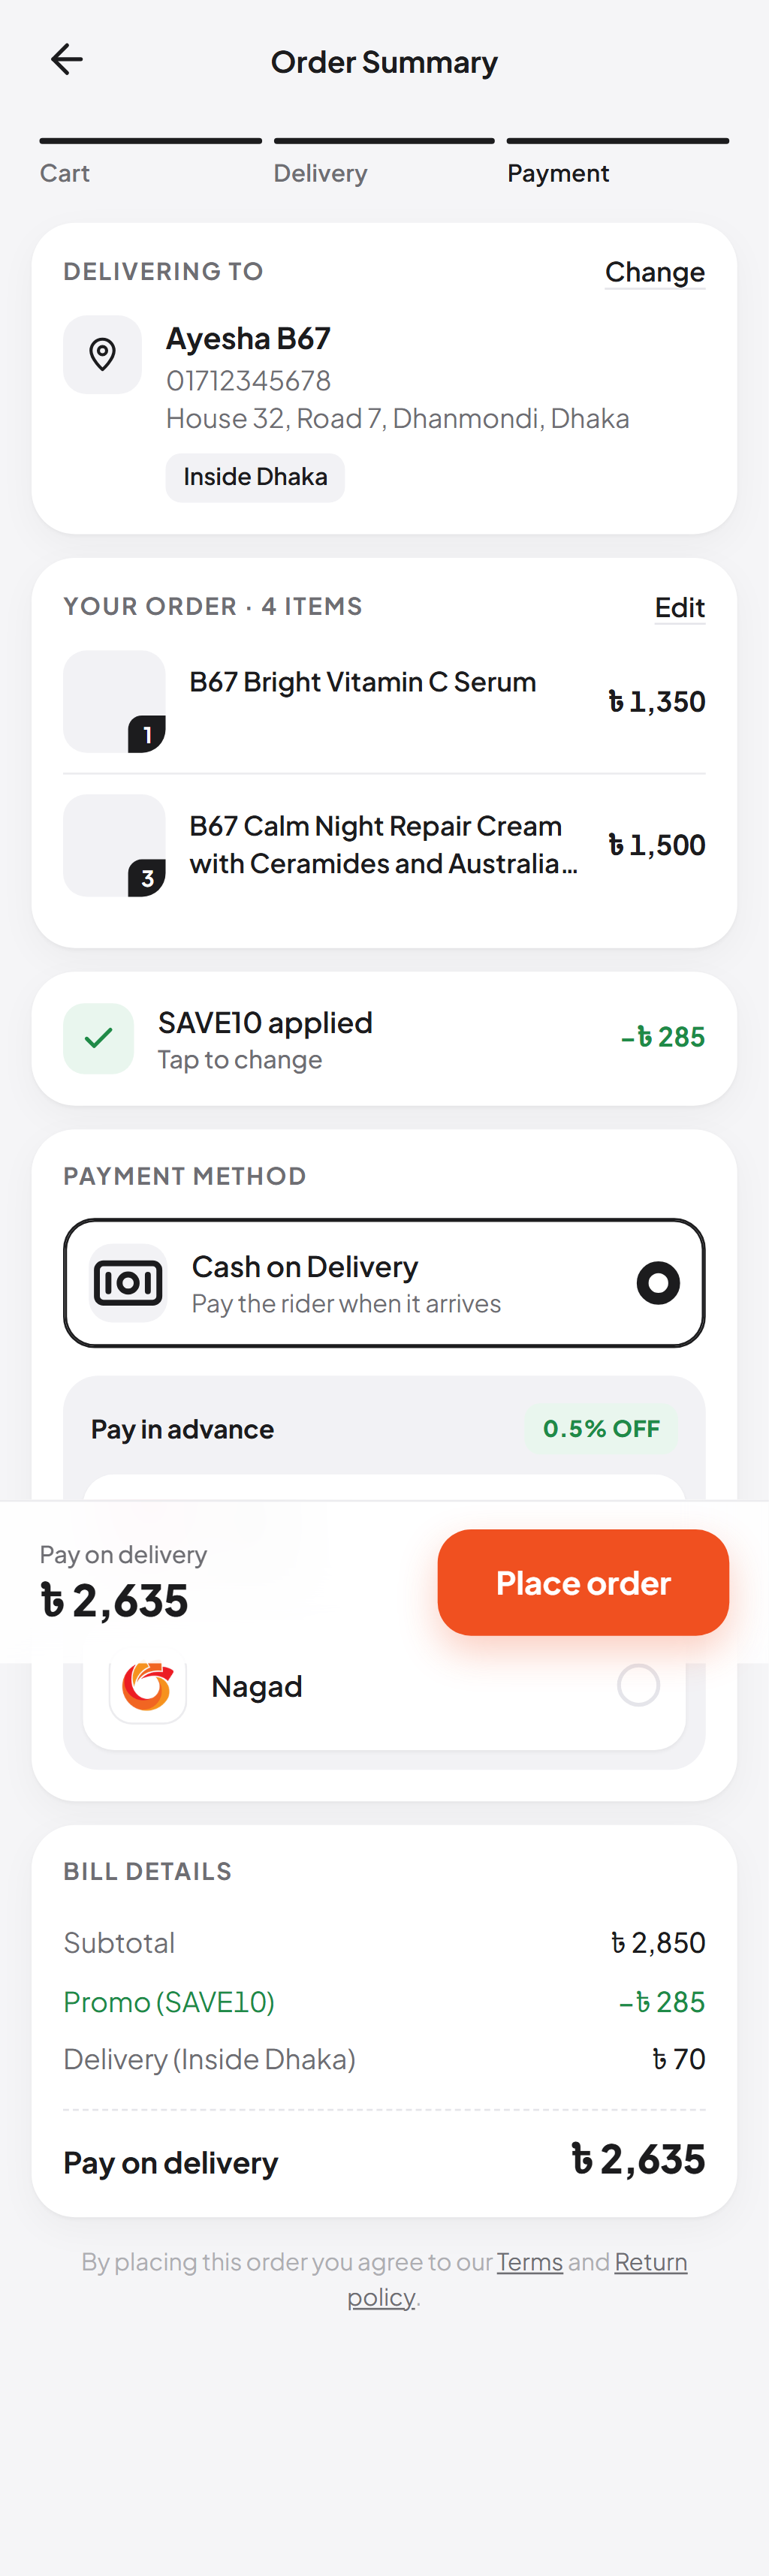 Order Summary
Cart
Delivery
Payment
DELIVERING TO
Change
Ayesha B67
01712345678
House 32, Road 7, Dhanmondi, Dhaka
Inside Dhaka
YOUR ORDER · 4 ITEMS
Edit
B67 Bright Vitamin C Serum
৳ 1,350
1
B67 Calm Night Repair Cream
with Ceramides and Australia...
৳ 1,500
3
SAVE10 applied
Tap to change
–৳ 285
PAYMENT METHOD
Cash on Delivery
Pay the rider when it arrives
Pay in advance
0.5% OFF
Pay on delivery
৳ 2,635
Place order
Nagad
BILL DETAILS
Subtotal
৳ 2,850
Promo (SAVE10)
–৳ 285
Delivery (Inside Dhaka)
৳ 70
Pay on delivery
৳ 2,635
By placing this order you agree to our Terms and Return
policy.